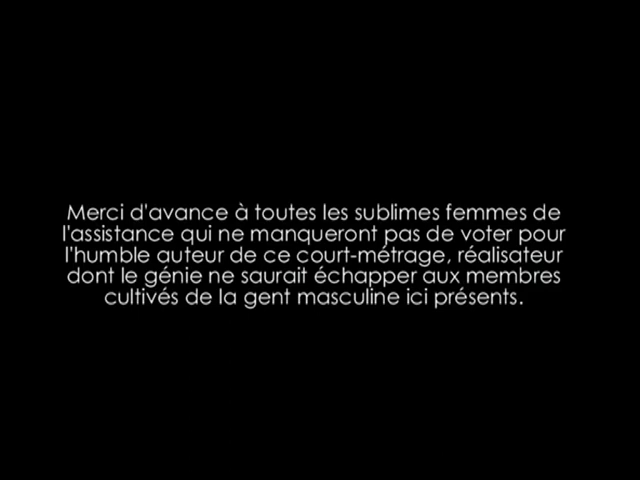 Merci d'avance à toutes les sublimes femmes de
l'assistance qui ne manqueront pas de voter pour
l'humble auteur de ce court-métrage, réalisateur
dont le génie ne saurait échapper aux membres
cultivés de la gent masculine ici présents.